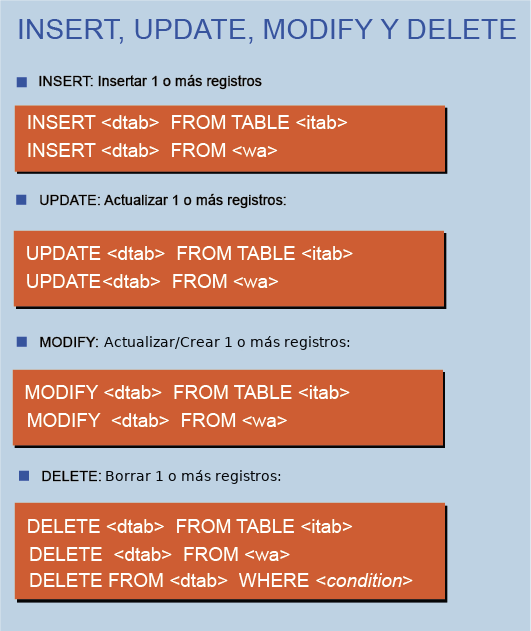 INSERT, UPDATE, MODIFY Y DELETE
INSERT: Insertar 1 o más registros
INSERT <dtab> FROM TABLE <itab>
INSERT <dtab> FROM <wa>
UPDATE: Actualizar 1 o más registros:
UPDATE <dtab> FROM TABLE <itab>
UPDATE<dtab> FROM <wa>
MODIFY: Actualizar/Crear 1 o más registros:
MODIFY <dtab> FROM TABLE <itab>
MODIFY <dtab> FROM <wa>
DELETE: Borrar 1 o más registros:
DELETE <dtab> FROM TABLE <itab>
DELETE <dtab> FROM <wa>
DELETE FROM <dtab> WHERE <condition>